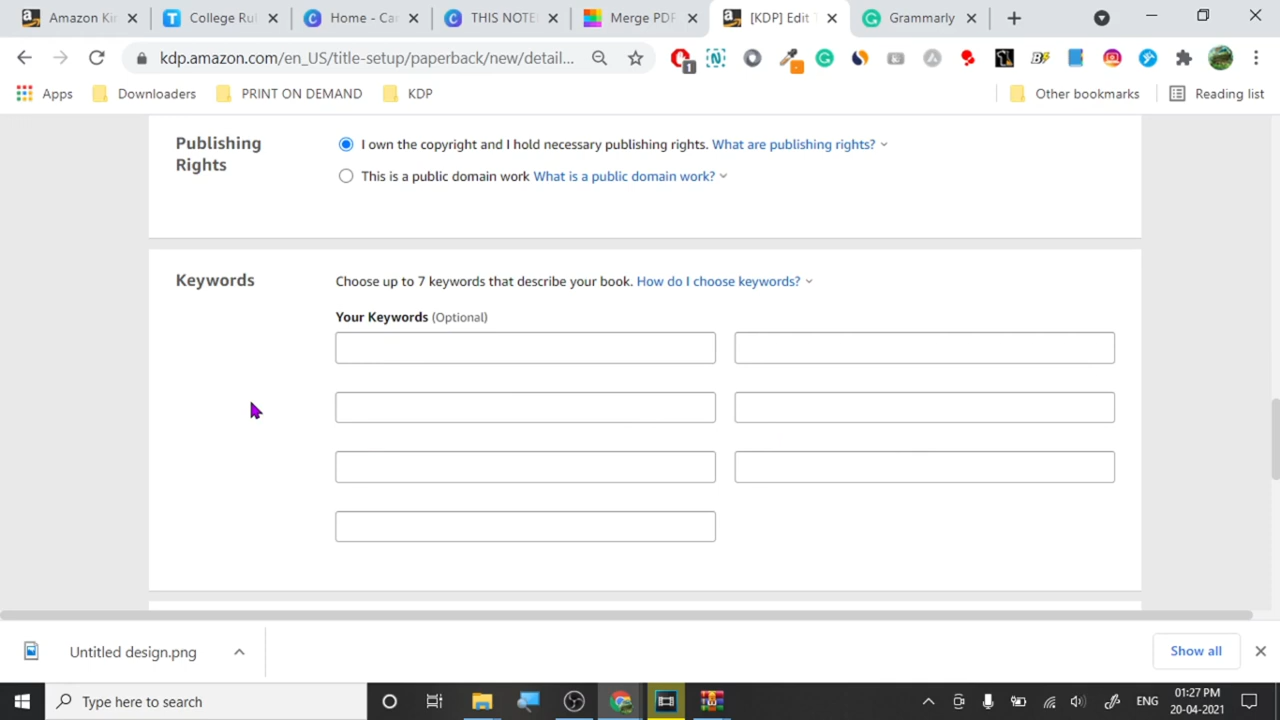 Amazon Kin
College Rul
Home - Can
THIS NOTE
Merge PDF
[KDP] Edit T
Grammarly
kdp.amazon.com/en_US/title-setup/paperback/new/detail...
1
Apps
Downloaders
PRINT ON DEMAND
KDP
Other bookmarks
Reading list
Publishing Rights
I own the copyright and I hold necessary publishing rights. What are publishing rights?
This is a public domain work What is a public domain work?
Keywords
Choose up to 7 keywords that describe your book. How do I choose keywords?
Your Keywords (Optional)
Untitled design.png
Show all
Type here to search
ENG
01:27 PM
20-04-2021